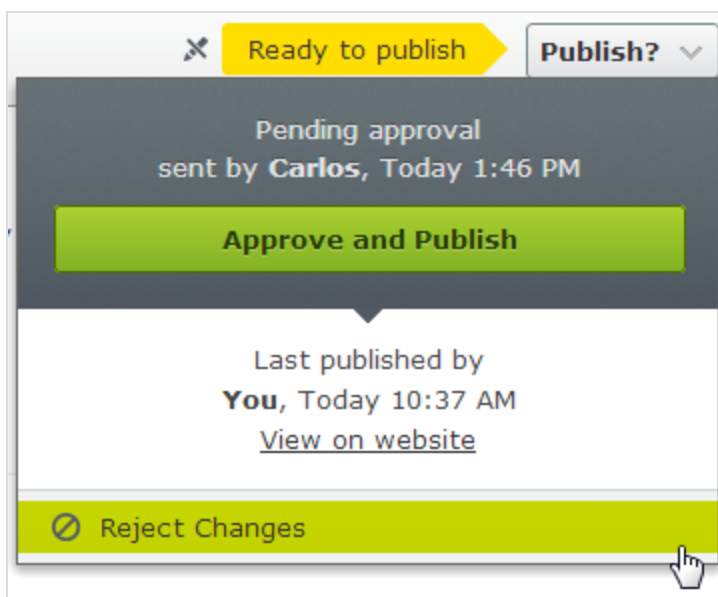 Ready to publish
Publish?
Pending approval
sent by Carlos, Today 1:46 PM
Approve and Publish
Last published by
You, Today 10:37 AM
View on website
Reject Changes